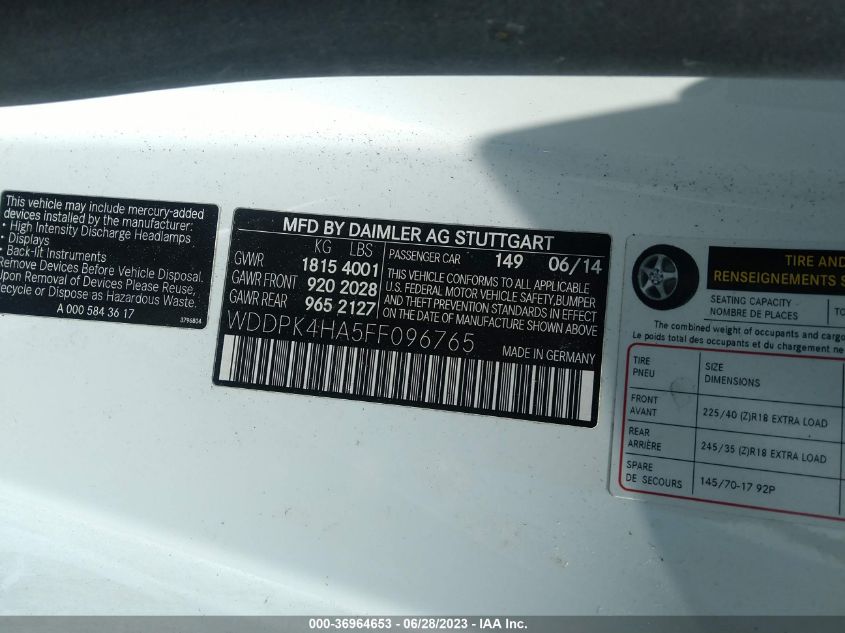 This vehicle may include mercury-added
devices installed by the manufacturer:
• High Intensity Discharge Headlamps
• Displays
• Back-lit Instruments
Remove Devices Before Vehicle Disposal.
Upon Removal of Devices Please Reuse,
Recycle or Dispose as Hazardous Waste.
A 000 584 36 17
3796804
MFD BY DAIMLER AG STUTTGART
KG LBS
GVWR 1815 4001
GAWR FRONT 920 2028
GAWR REAR 965 2127
PASSENGER CAR 149 06/14
THIS VEHICLE CONFORMS TO ALL APPLICABLE
U.S. FEDERAL MOTOR VEHICLE SAFETY,BUMPER
AND THEFT PREVENTION STANDARDS IN EFFECT
ON THE DATE OF MANUFACTURE SHOWN ABOVE
WDDPK4HA5FF096765
MADE IN GERMANY
TIRE AND
RENSEIGNEMENTS S
SEATING CAPACITY
NOMBRE DE PLACES
TO
The combined weight of occupants and cargo
Le poids total des occupants et du chargement ne
TIRE
PNEU
SIZE
DIMENSIONS
FRONT
AVANT
225/40 (Z)R18 EXTRA LOAD
REAR
ARRIÈRE
245/35 (Z)R18 EXTRA LOAD
SPARE
DE SECOURS
145/70-17 92P
000-36964653 - 06/28/2023 - IAA Inc.